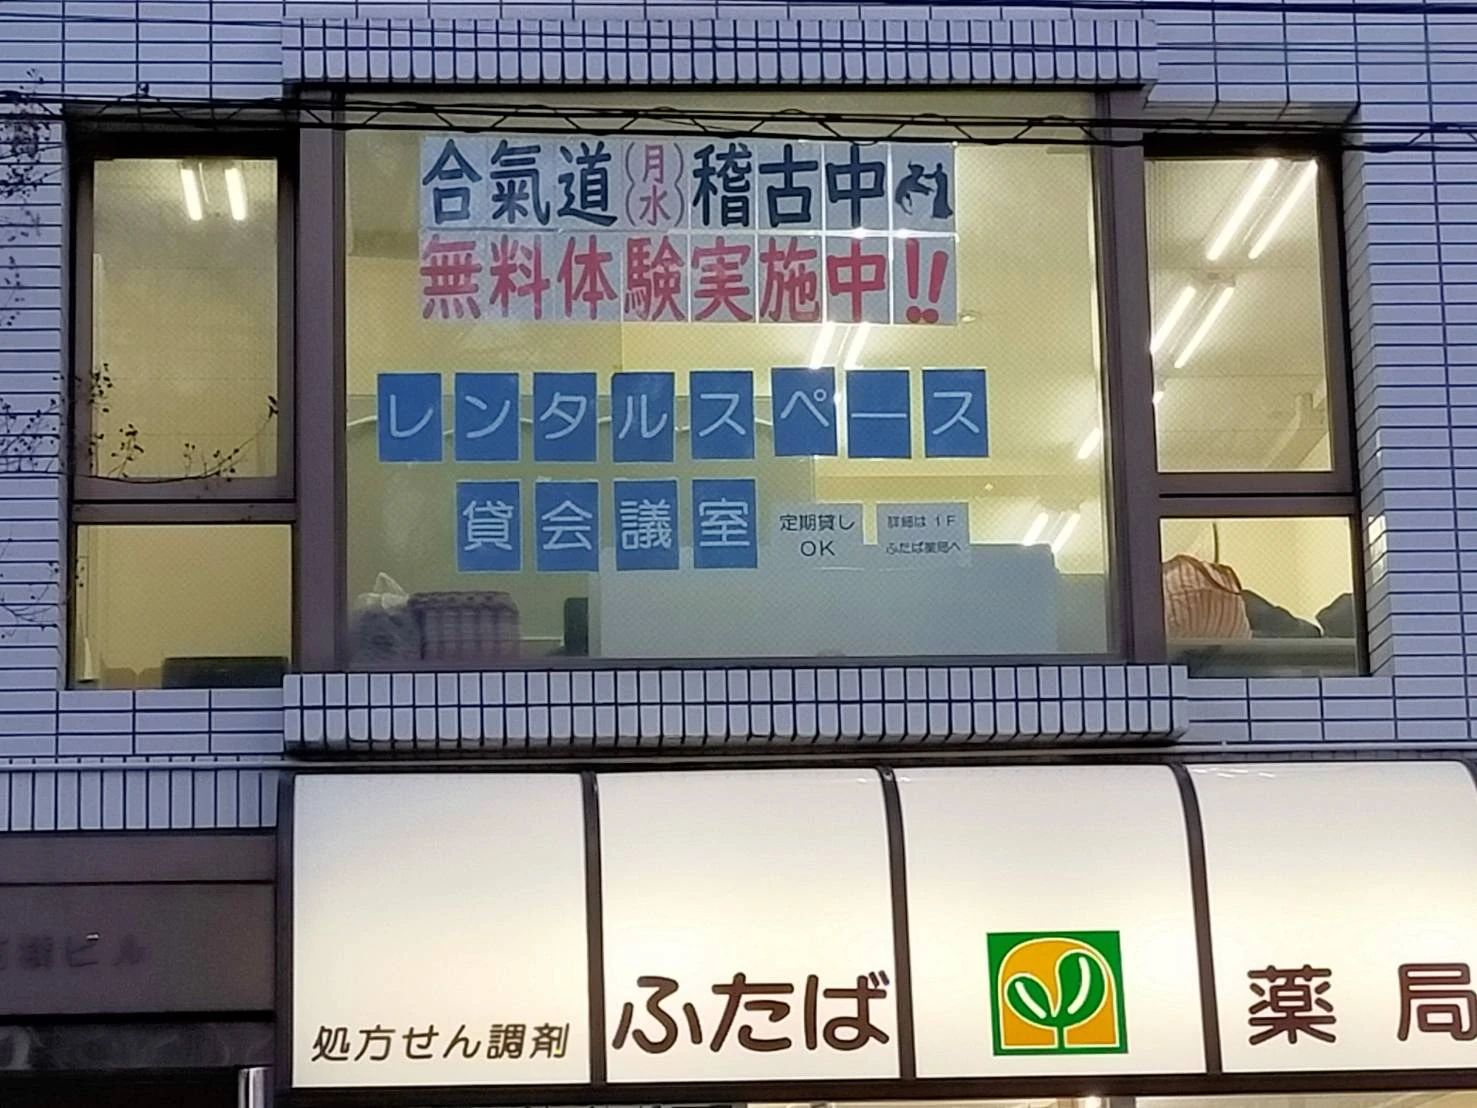 合氣道(月水)稽古中
無料体験実施中!!
レンタルスペース
貸会議室
定期貸し
OK
詳細は1F
ふたば薬局へ
ビル
処方せん調剤
ふたば 薬局